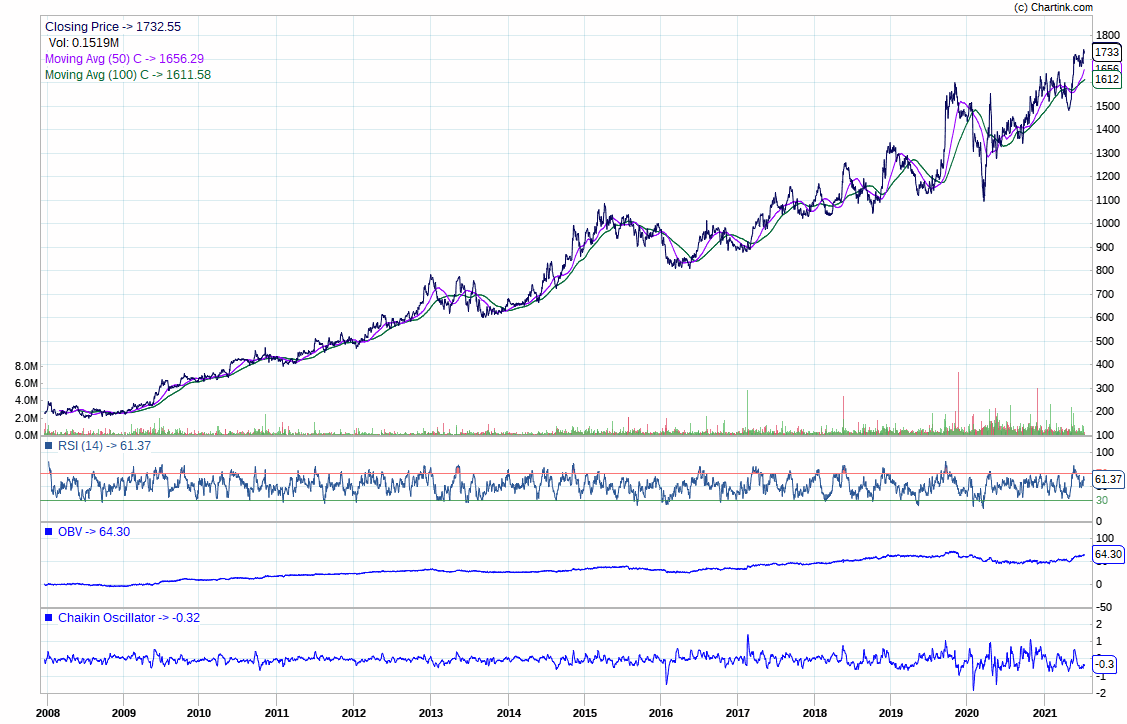 (c) Chartink.com
Closing Price -> 1732.55
Vol: 0.1519M
Moving Avg (50) C -> 1656.29
Moving Avg (100) C -> 1611.58
1800
1733
1656
1612
1500
1400
1300
1200
1100
1000
900
800
700
600
500
400
300
200
100
8.0M
6.0M
4.0M
2.0M
0.0M
RSI (14) -> 61.37
100
61.37
30
0
OBV -> 64.30
100
64.30
0
-50
Chaikin Oscillator -> -0.32
2
1
-0.3
-1
-2
2008 2009 2010 2011 2012 2013 2014 2015 2016 2017 2018 2019 2020 2021